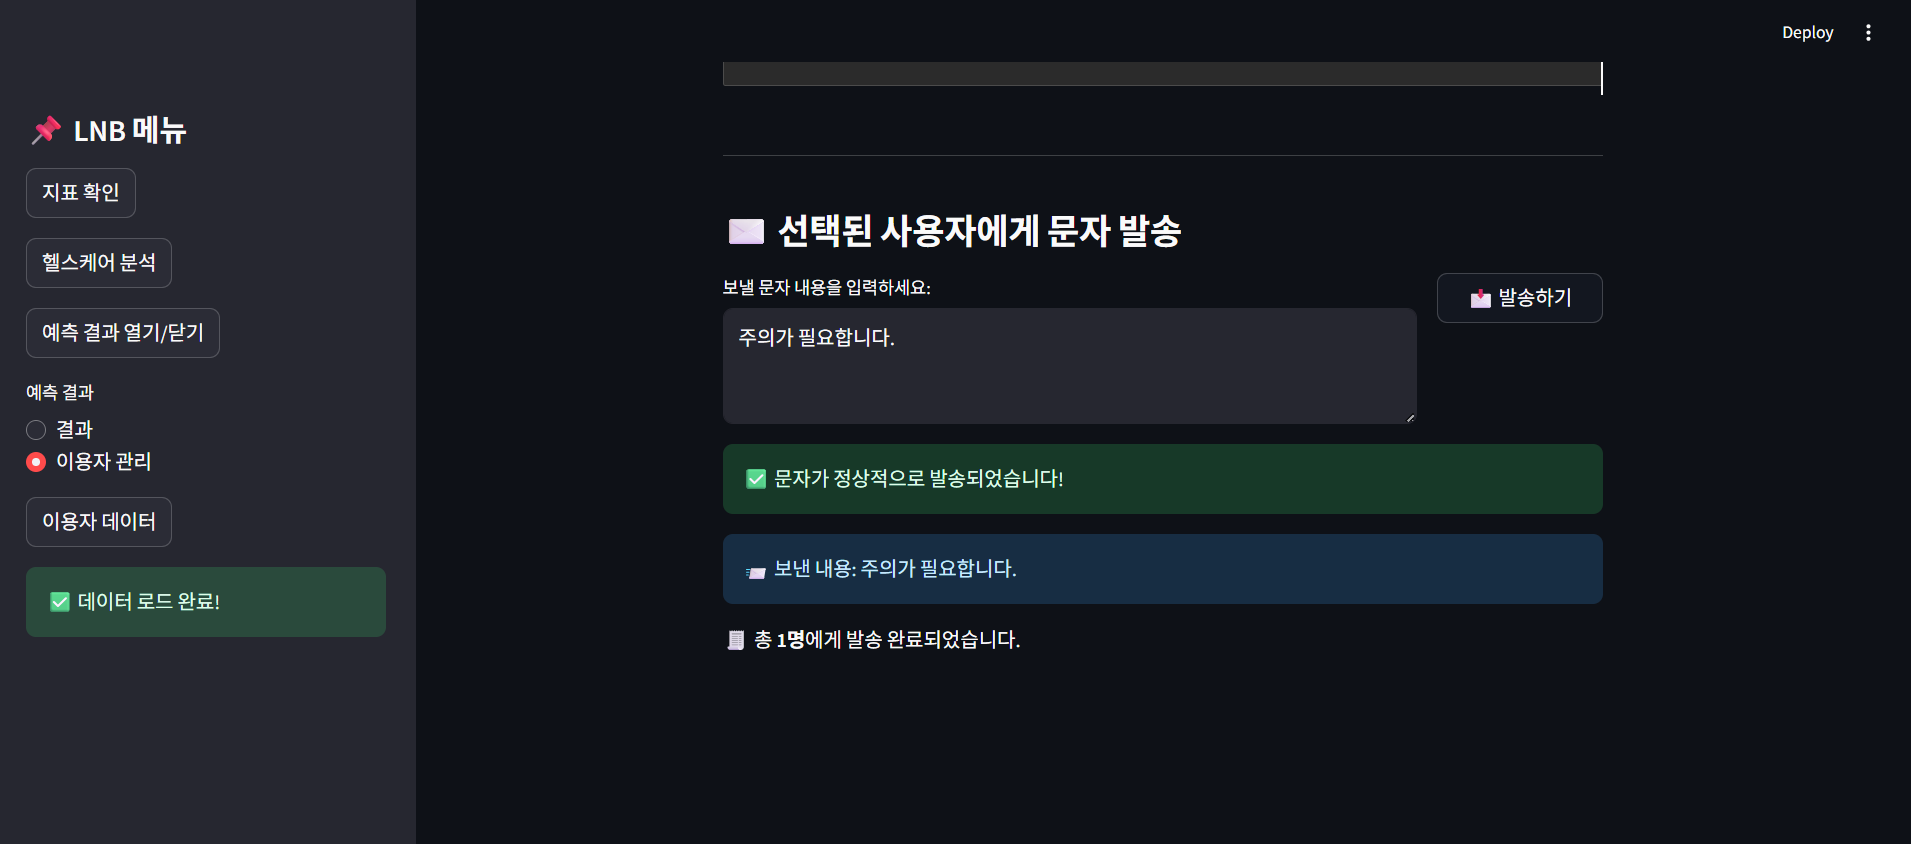 Deploy
📌 LNB 메뉴
지표 확인
헬스케어 분석
예측 결과 열기/닫기
예측 결과
결과
이용자 관리
이용자 데이터
✅ 데이터 로드 완료!
✉️ 선택된 사용자에게 문자 발송
보낼 문자 내용을 입력하세요:
📩 발송하기
주의가 필요합니다.
✅ 문자가 정상적으로 발송되었습니다!
📨 보낸 내용: 주의가 필요합니다.
🧾 총 1명에게 발송 완료되었습니다.